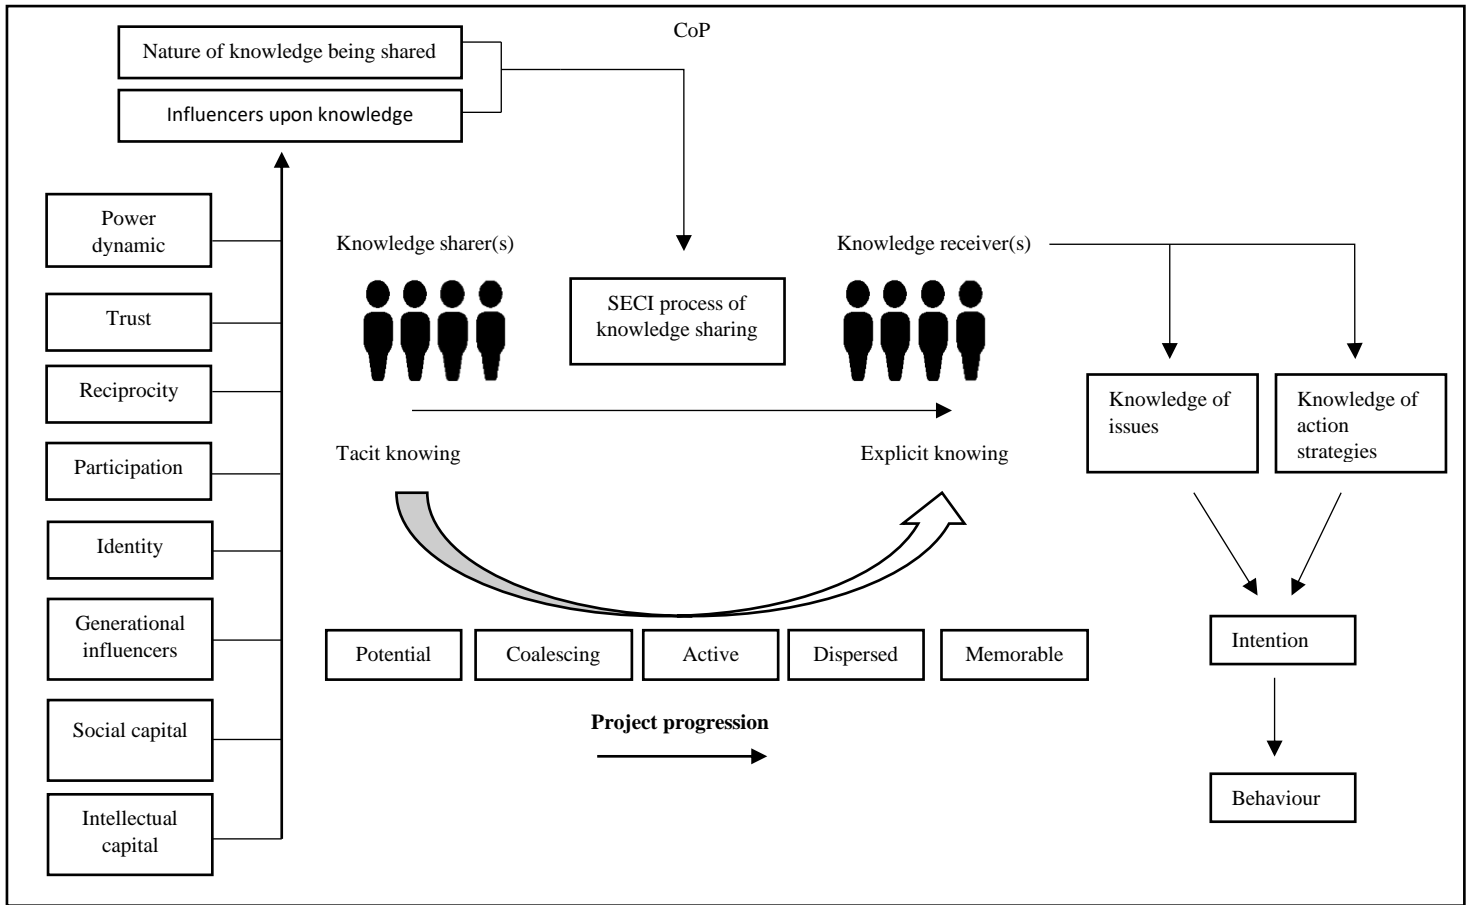 CoP
Nature of knowledge being shared
Influencers upon knowledge
Power
dynamic
Trust
Reciprocity
Participation
Identity
Generational
influencers
Social capital
Intellectual
capital
Knowledge sharer(s)
SECI process of
knowledge sharing
Knowledge receiver(s)
Tacit knowing
Explicit knowing
Potential
Coalescing
Active
Dispersed
Memorable
Project progression
Knowledge of
issues
Knowledge of
action
strategies
Intention
Behaviour